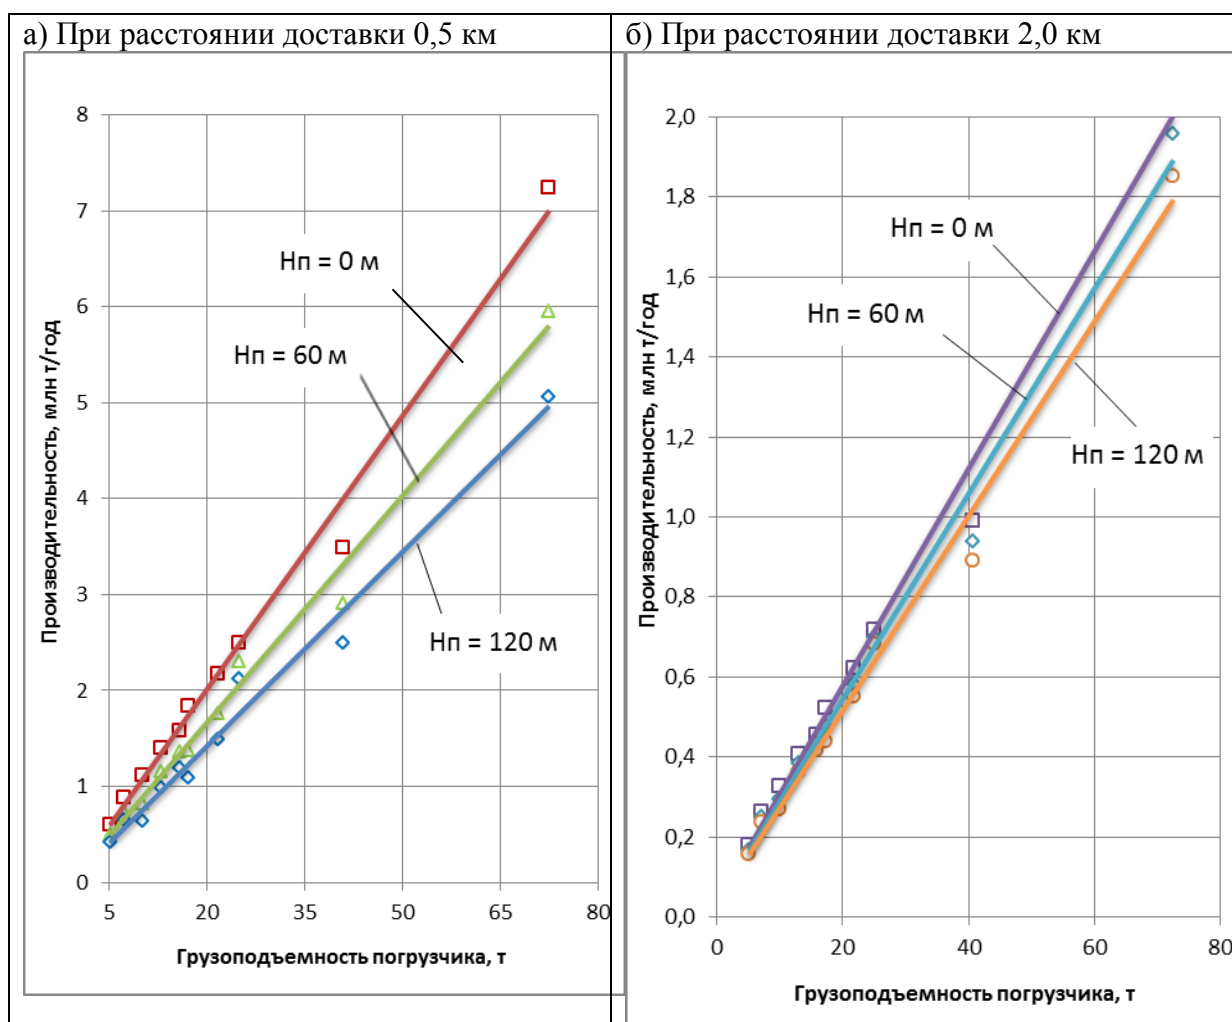 а) При расстоянии доставки 0,5 км
8
7
6
5
4
3
2
1
0
5 20 35 50 65 80
Производительность, млн т/год
Грузоподъемность погрузчика, т
Нп = 0 м
Нп = 60 м
Нп = 120 м
б) При расстоянии доставки 2,0 км
2,0
1,8
1,6
1,4
1,2
1,0
0,8
0,6
0,4
0,2
0,0
0 20 40 60 80
Производительность, млн т/год
Грузоподъемность погрузчика, т
Нп = 0 м
Нп = 60 м
Нп = 120 м